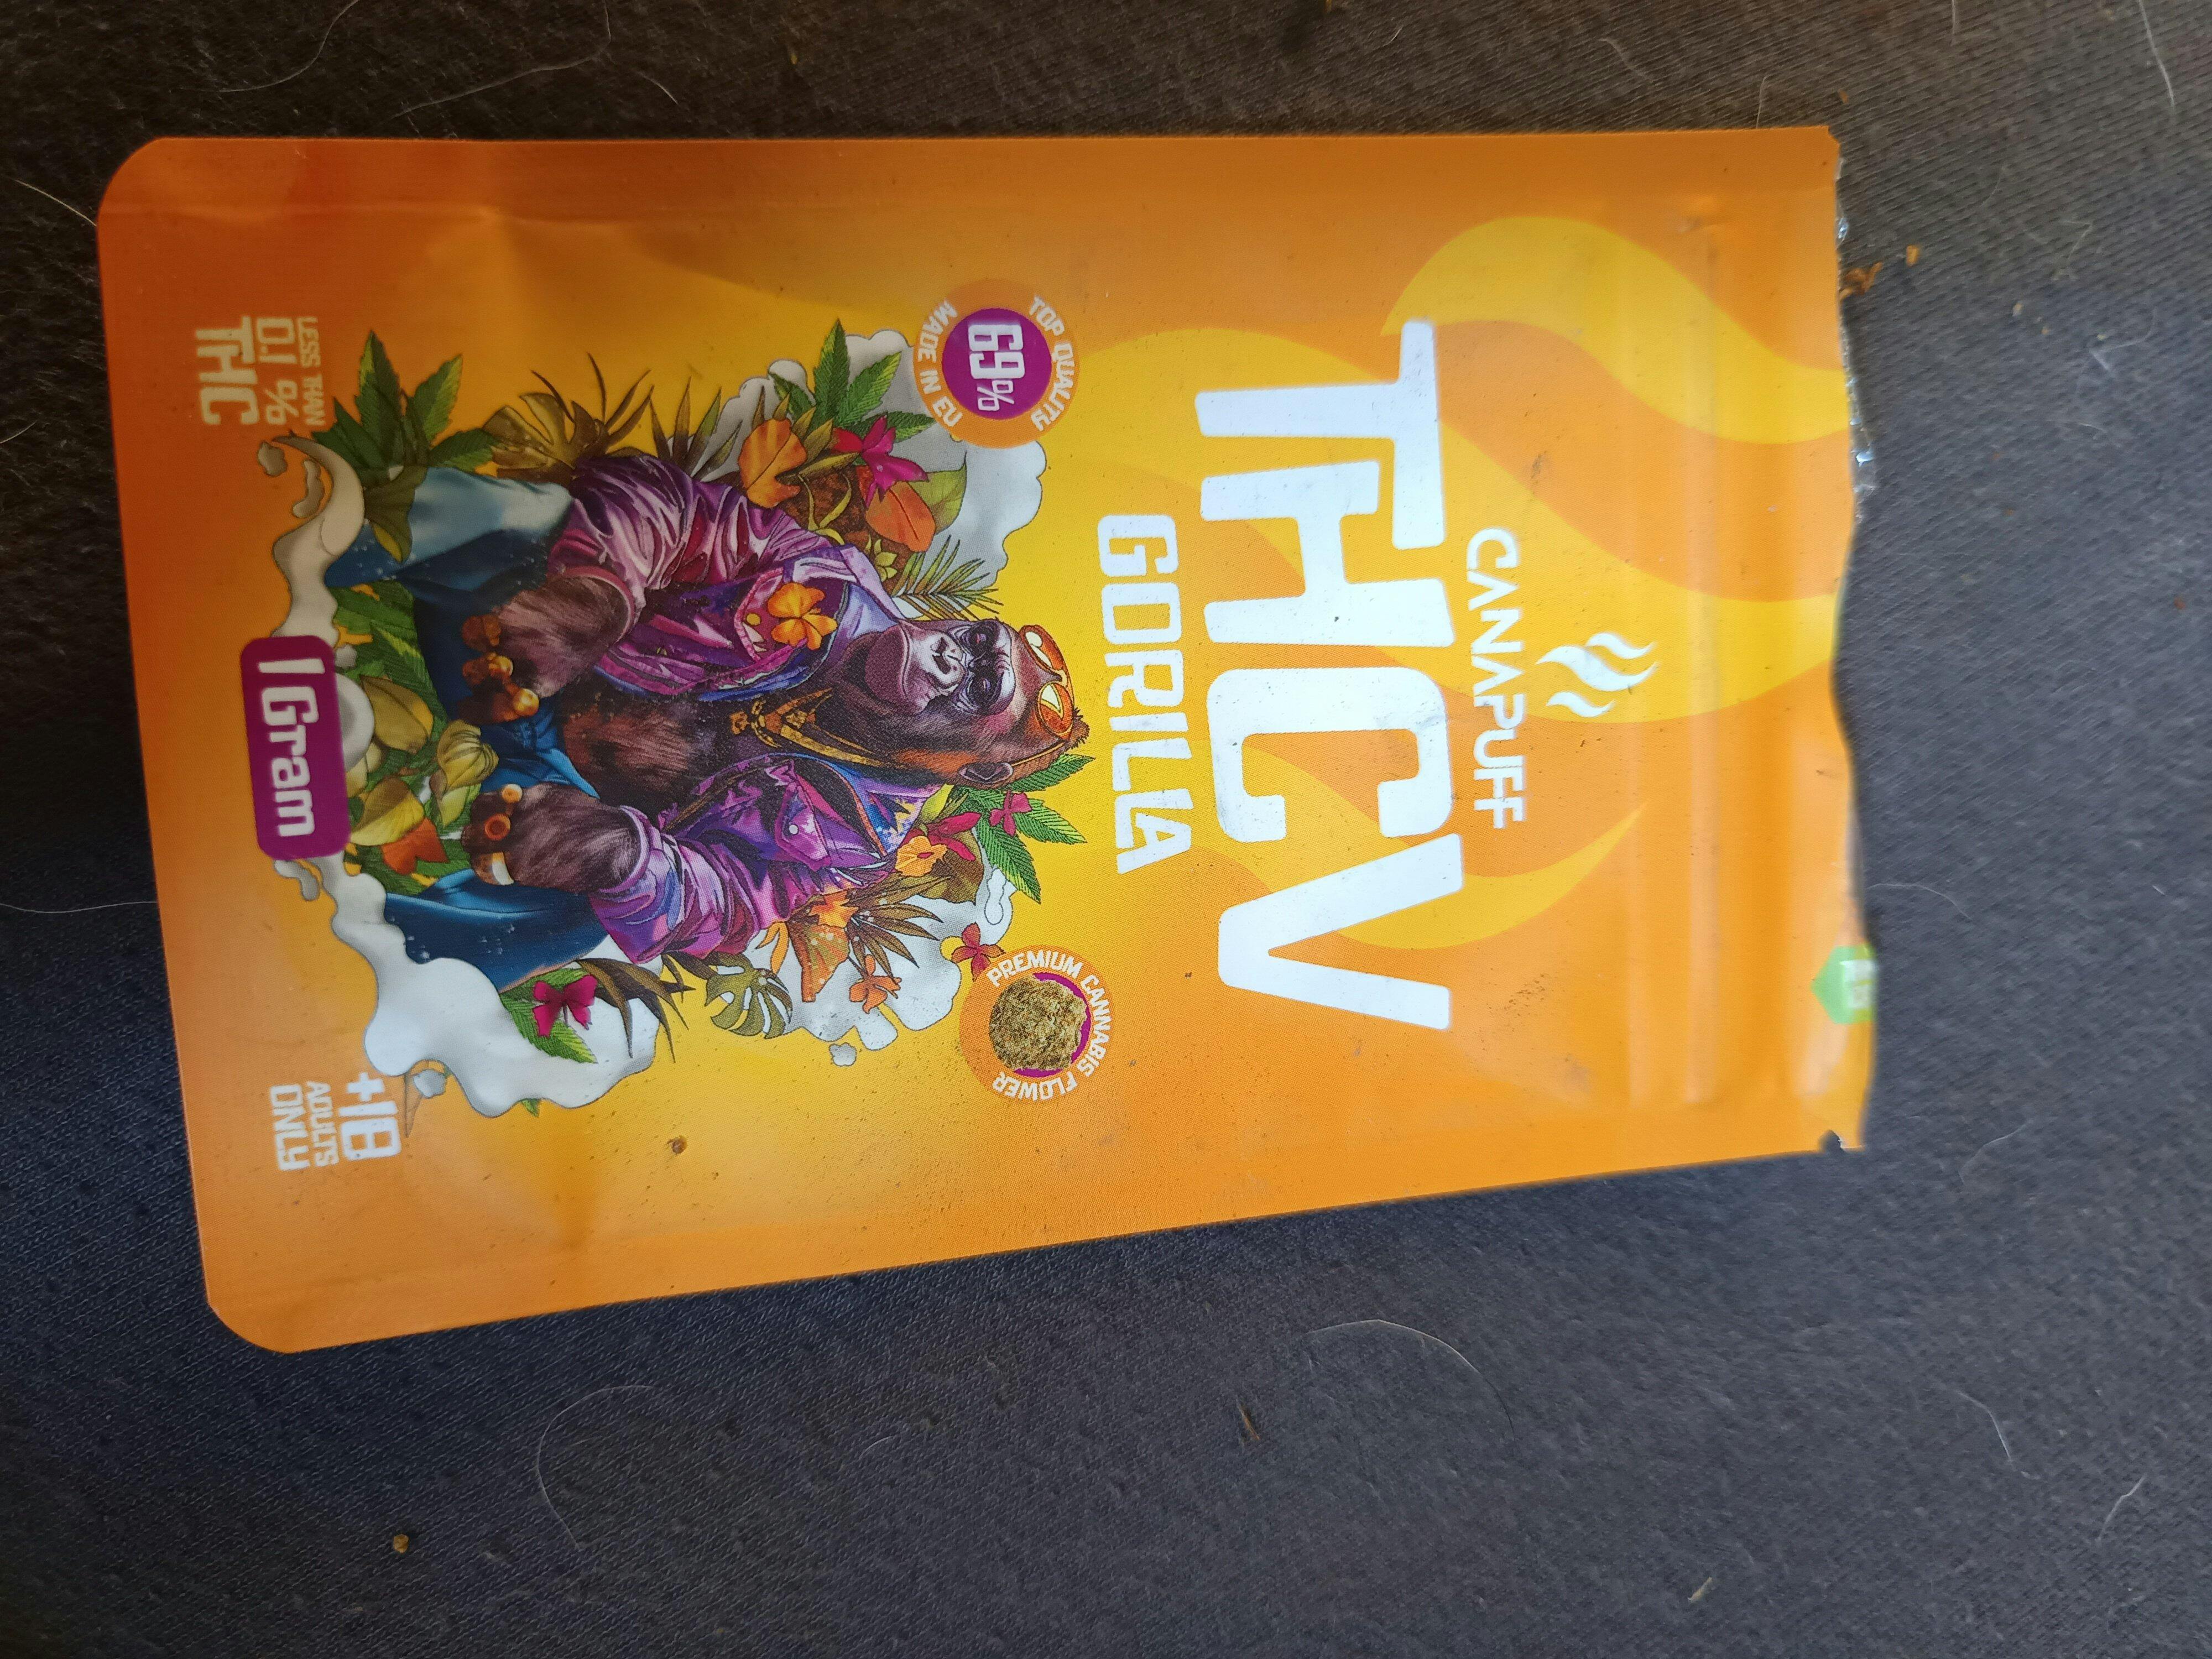 CANAPUFF
THCV
GORILLA
TOP QUALITY
69%
MADE IN EU
PREMIUM CANNABIS FLOWER
LESS THAN
0.1 %
THC
1 Gram
+18
ADULTS
ONLY